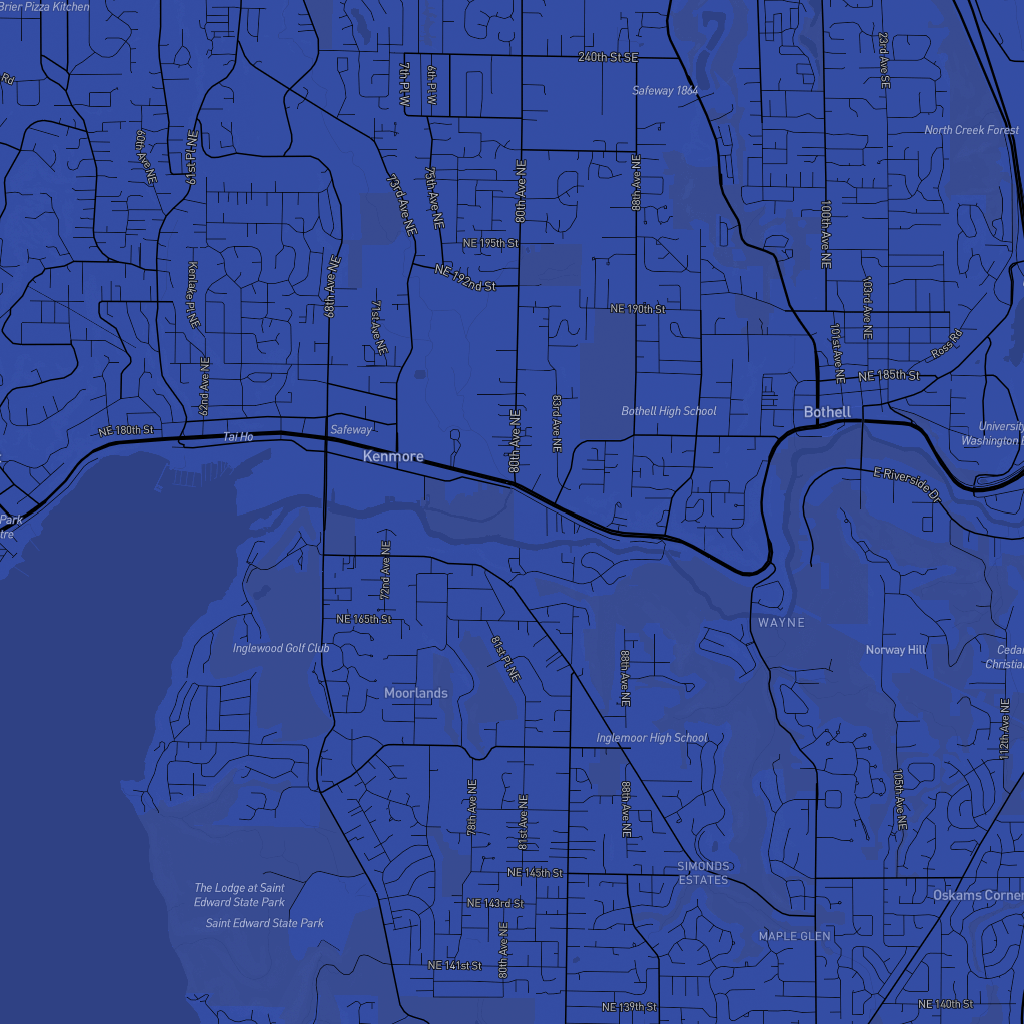 Brier Pizza Kitchen
240th St SE
23rd Ave SE
Rd
7th Pl W
6th Pl W
Safeway 1864
North Creek Forest
60th Ave NE
61st Pl NE
88th Ave NE
80th Ave NE
75th Ave NE
73rd Ave NE
100th Ave NE
NE 195th St
NE 192nd St
68th Ave NE
Kenlake Pl NE
103rd Ave NE
NE 190th St
71st Ave NE
101st Ave NE
Ross Rd
62nd Ave NE
NE 185th St
83rd Ave NE
80th Ave NE
Bothell High School
Bothell
NE 180th St
Tai Ho
Safeway
University
Washington B
Kenmore
E Riverside Dr
Park
tre
72nd Ave NE
NE 165th St
WAYNE
Inglewood Golf Club
81st Pl NE
88th Ave NE
Norway Hill
Cedar
Christian
Moorlands
112th Ave NE
Inglemoor High School
78th Ave NE
81st Ave NE
88th Ave NE
105th Ave NE
NE 145th St
SIMONDS
ESTATES
The Lodge at Saint
Edward State Park
Oskams Corner
NE 143rd St
Saint Edward State Park
80th Ave NE
MAPLE GLEN
NE 141st St
NE 139th St
NE 140th St